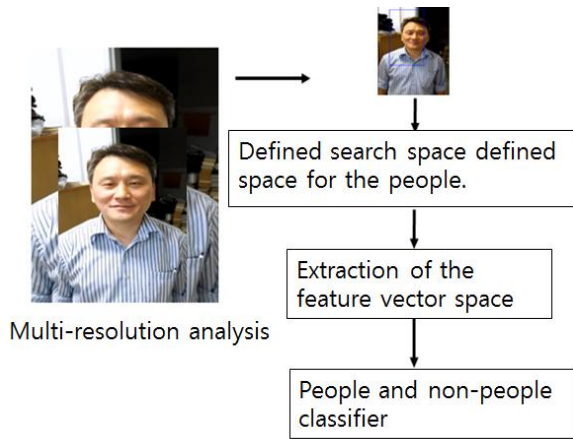 Defined search space defined
space for the people.
Extraction of the
feature vector space
Multi-resolution analysis
People and non-people
classifier